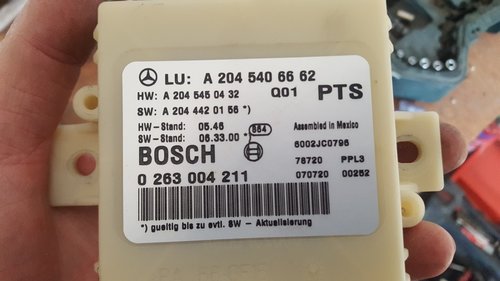 LU: A 204 540 66 62
HW: A 204 545 04 32 Q01 PTS
SW: A 204 442 01 56 *)
HW-Stand: 05.46 Assembled in Mexico
SW-Stand: 06.33.00 *) 884
BOSCH 6002JC0796
76720 PPL3
0 263 004 211 070720 00252
*) gueltig bis zu evtl. SW - Aktualisierung